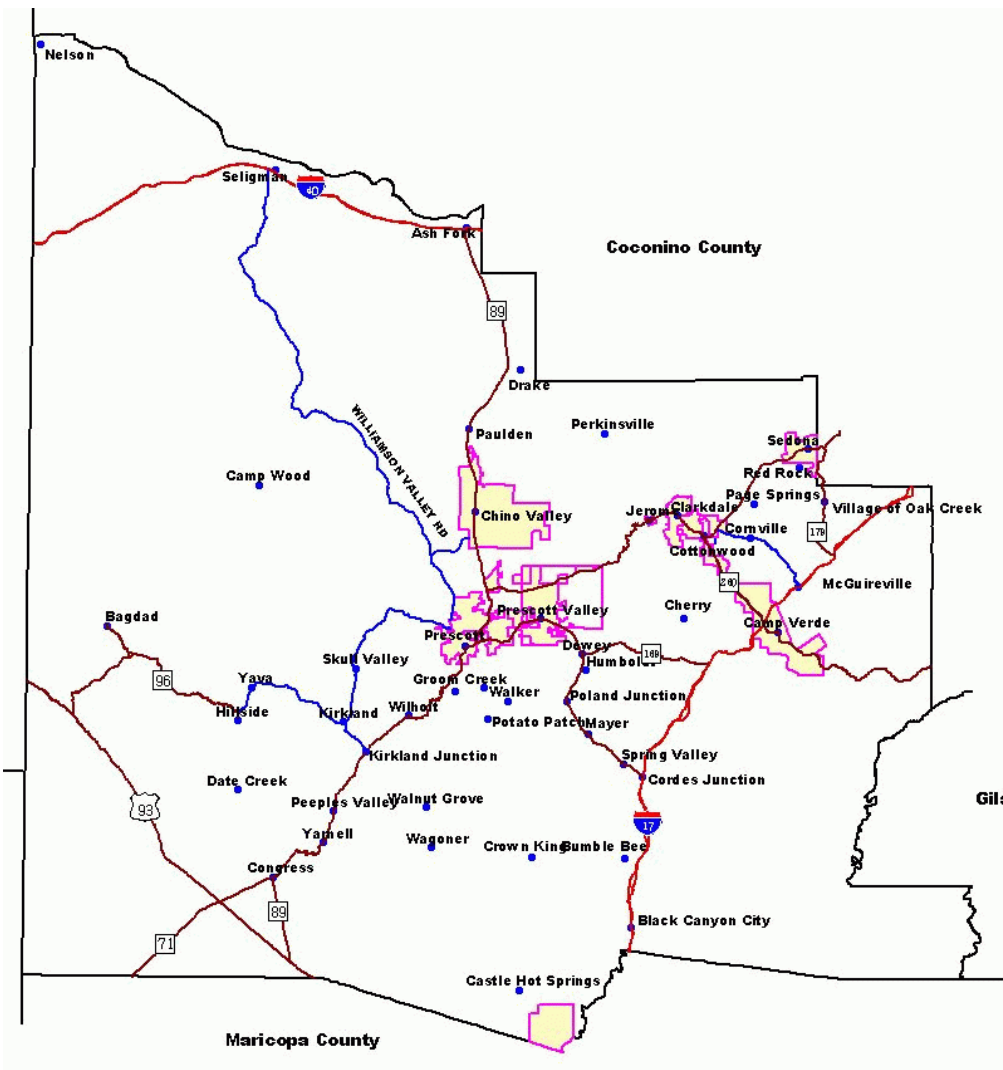 Nelson
Seligman
40
Ash Fork
Coconino County
89
Drake
WILLIAMSON VALLEY RD
Paulden
Perkinsville
Sedona
Red Rock
Camp Wood
Page Springs
Village of Oak Creek
Chino Valley
Jerome
Clarkdale
Cornville
179
Cottonwood
260
McGuireville
Bagdad
Prescott Valley
Cherry
Camp Verde
Prescott
Dewey
169
Skull Valley
Humbol
96
Yava
Groom Creek
Walker
Poland Junction
Hillside
Kirkland
Wilhoit
Potato Patch
Mayer
Kirkland Junction
Spring Valley
Cordes Junction
Date Creek
93
Peeples Valley
Walnut Grove
Gila
17
Yarnell
Wagoner
Crown King
Bumble Bee
Congress
89
Black Canyon City
71
Castle Hot Springs
Maricopa County